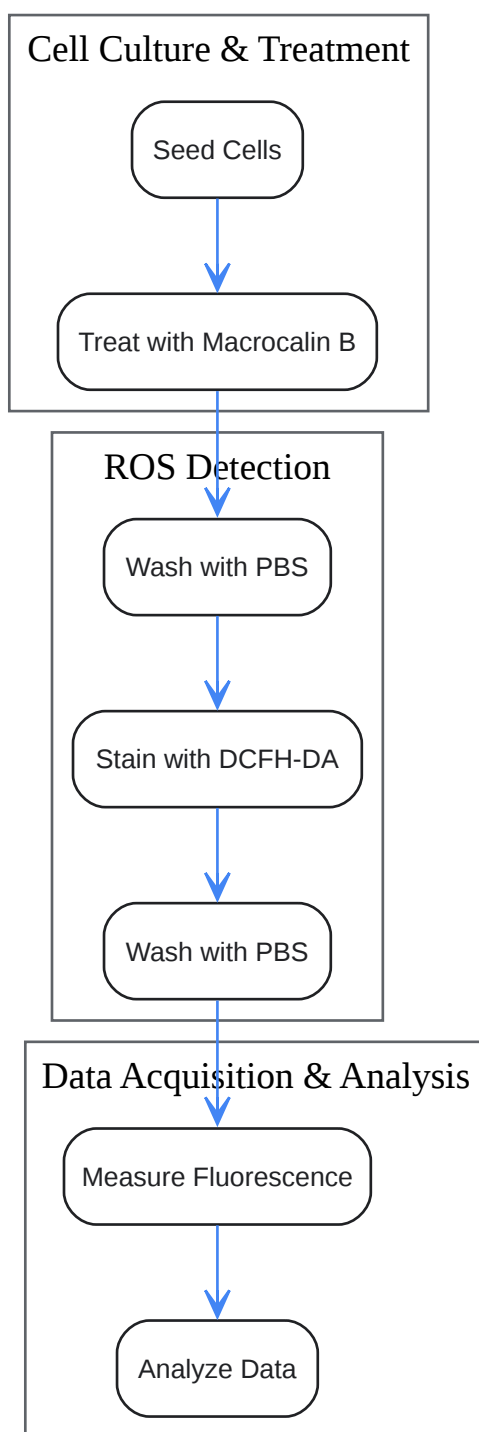 Cell Culture & Treatment
Seed Cells
Treat with Macrocalin B
ROS Detection
Wash with PBS
Stain with DCFH-DA
Wash with PBS
Data Acquisition & Analysis
Measure Fluorescence
Analyze Data